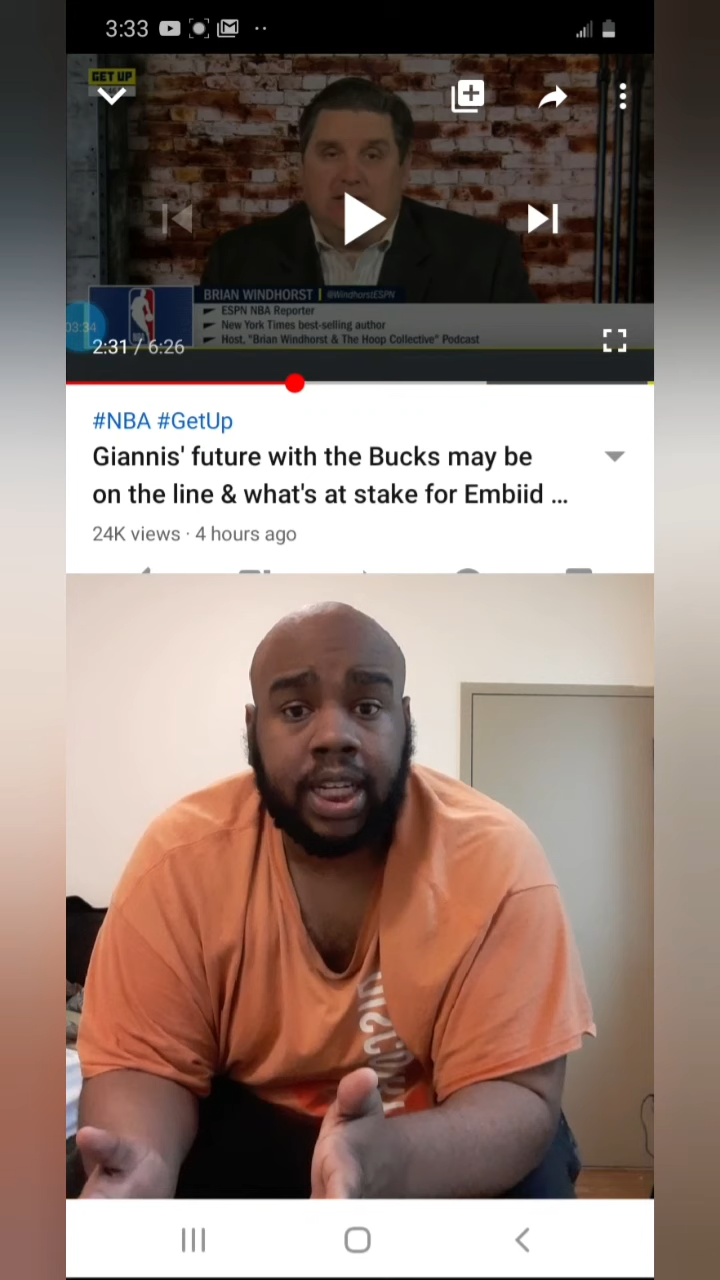 3:33
GET UP
BRIAN WINDHORST | @WindhorstESPN
ESPN NBA Reporter
New York Times best-selling author
Host, "Brian Windhorst & The Hoop Collective" Podcast
03:34
2:31 / 6:26
#NBA #GetUp
Giannis' future with the Bucks may be
on the line & what's at stake for Embiid ...
24K views · 4 hours ago